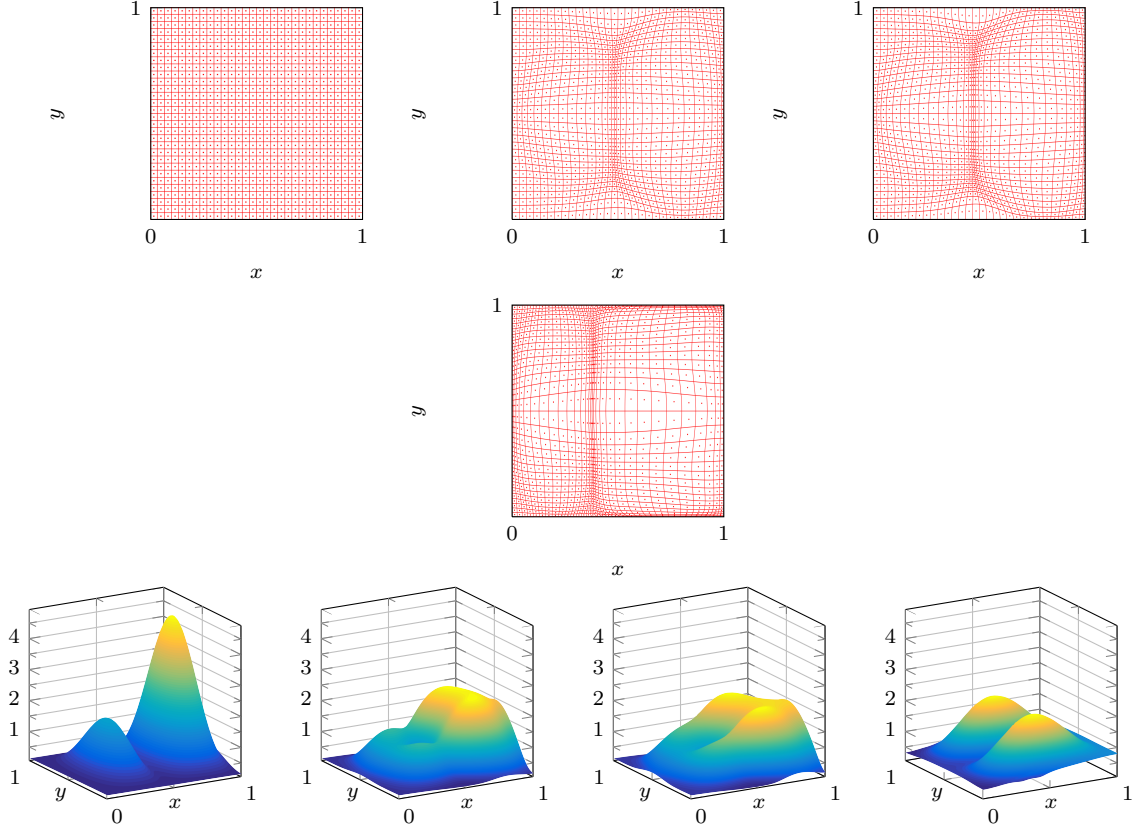 1 1 1
y y y
0 1 0 1 0 1
x x x
1
y
0 1
x
4 4 4 4
3 3 3 3
2 2 2 2
1 1 1 1
1 1 1 1
y x 1 y x 1 y x 1 y x 1
0 0 0 0